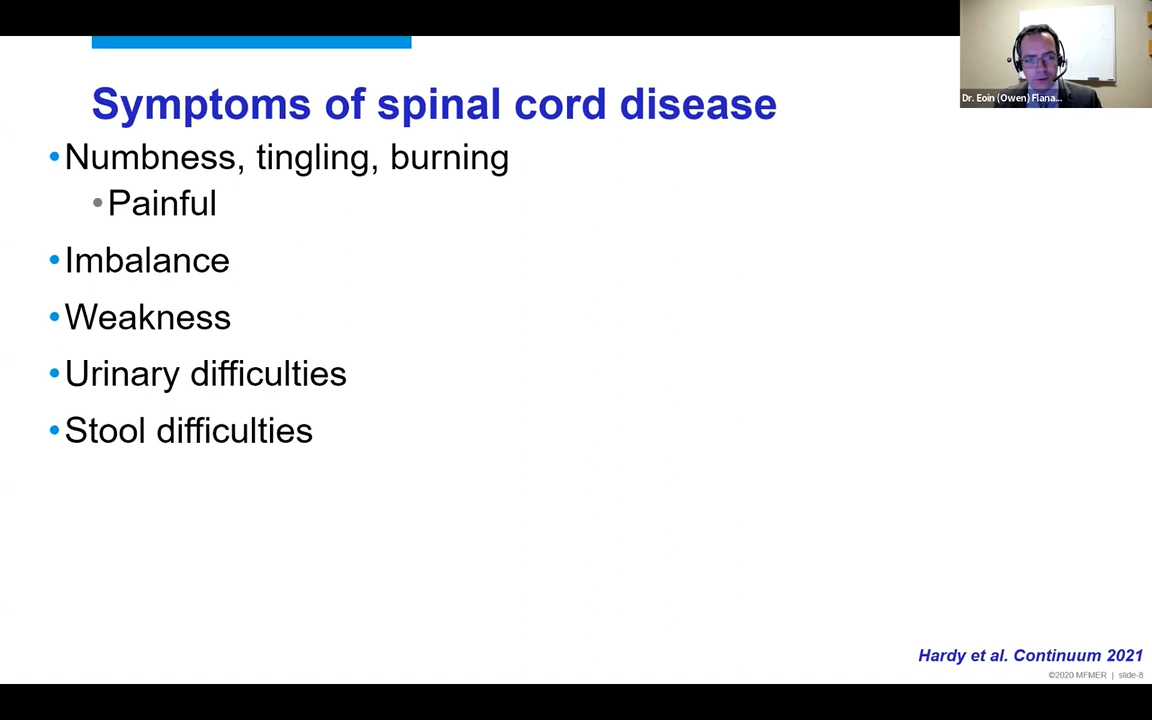 Dr. Eoin (Owen) Flana...
Symptoms of spinal cord disease
•Numbness, tingling, burning
•Painful
•Imbalance
•Weakness
•Urinary difficulties
•Stool difficulties
Hardy et al. Continuum 2021
©2020 MFMER | slide-8